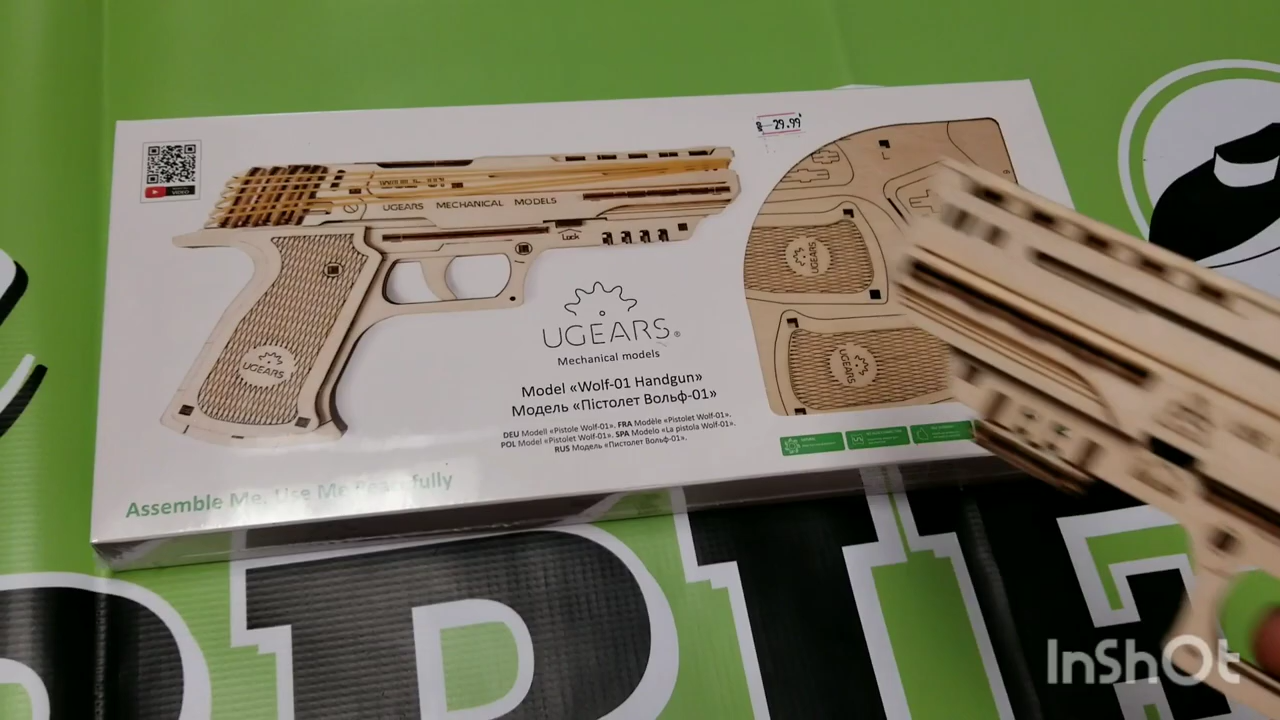 29.99
UGEARS MECHANICAL MODELS
Lock
UGEARS
UGEARS
UGEARS
UGEARS®
Mechanical models
Model «Wolf-01 Handgun»
Модель «Пістолет Вольф-01»
DEU Modell «Pistole Wolf-01». FRA Modèle «Pistolet Wolf-01».
POL Model «Pistolet Wolf-01». SPA Modelo «La pistola Wolf-01».
RUS Модель «Пистолет Вольф-01».
Assemble Me. Use Me Peacefully
InShOt